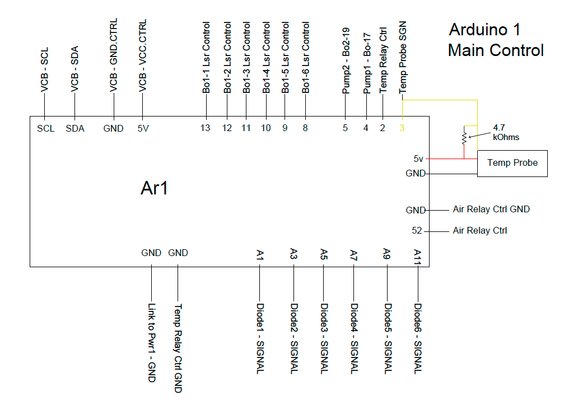 Arduino 1
Main Control
VCB - SCL
VCB - SDA
VCB - GND.CTRL
VCB - VCC.CTRL
Bo1-1 Lsr Control
Bo1-2 Lsr Control
Bo1-3 Lsr Control
Bo1-4 Lsr Control
Bo1-5 Lsr Control
Bo1-6 Lsr Control
Pump2 - Bo2-19
Pump1 - Bo-17
Temp Relay Ctrl
Temp Probe SGN
SCL
SDA
GND
5V
13
12
11
10
9
8
5
4
2
3
4.7
kOhms
5v
Temp Probe
GND
Ar1
GND
Air Relay Ctrl GND
52
Air Relay Ctrl
GND
GND
A1
A3
A5
A7
A9
A11
Link to Pwr1 - GND
Temp Relay Ctrl GND
Diode1 - SIGNAL
Diode2 - SIGNAL
Diode3 - SIGNAL
Diode4 - SIGNAL
Diode5 - SIGNAL
Diode6 - SIGNAL